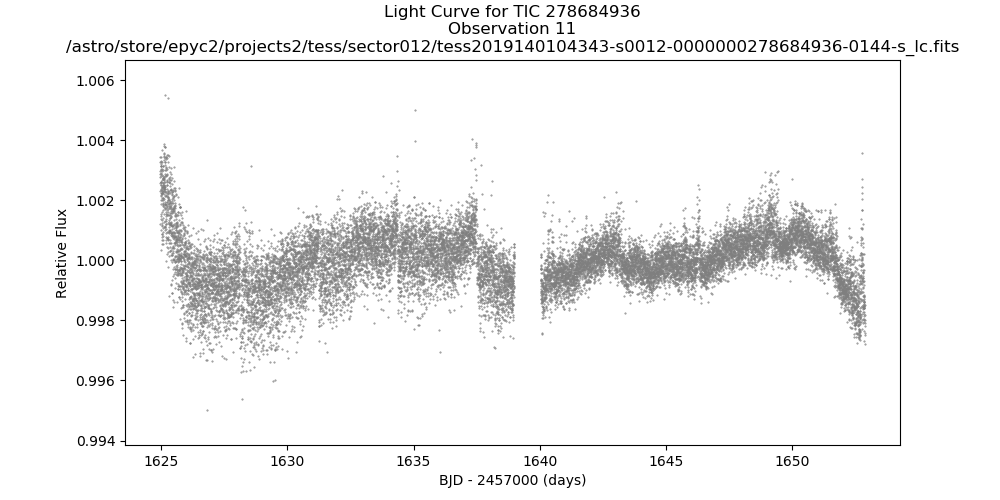 Light Curve for TIC 278684936
Observation 11
/astro/store/epyc2/projects2/tess/sector012/tess2019140104343-s0012-0000000278684936-0144-s_lc.fits
1.006
1.004
1.002
1.000
0.998
0.996
0.994
Relative Flux
1625
1630
1635
1640
1645
1650
BJD - 2457000 (days)